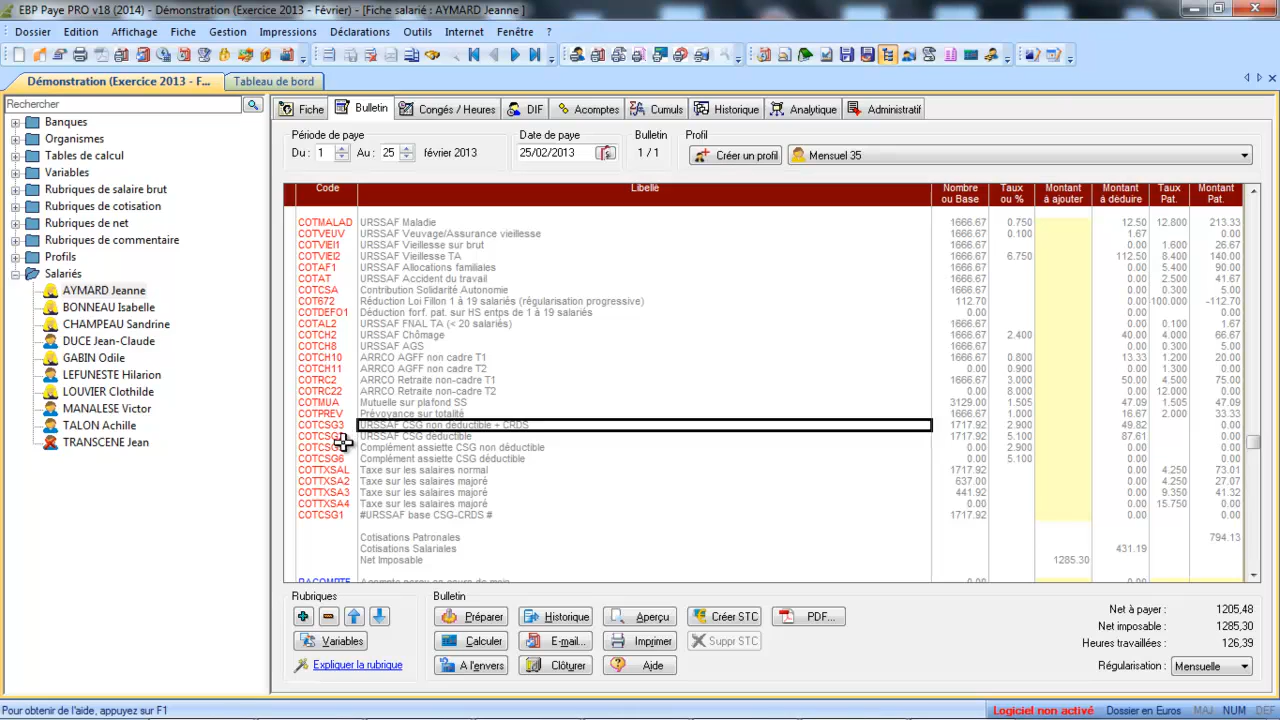 EBP Paye PRO v18 (2014) - Démonstration (Exercice 2013 - Février) - [Fiche salarié : AYMARD Jeanne ]
Dossier Edition Affichage Fiche Gestion Impressions Déclarations Outils Internet Fenêtre ?
Démonstration (Exercice 2013 - F... Tableau de bord
Rechercher
Banques
Organismes
Tables de calcul
Variables
Rubriques de salaire brut
Rubriques de cotisation
Rubriques de net
Rubriques de commentaire
Profils
Salariés
AYMARD Jeanne
BONNEAU Isabelle
CHAMPEAU Sandrine
DUCE Jean-Claude
GABIN Odile
LEFUNESTE Hilarion
LOUVIER Clothilde
MANALESE Victor
TALON Achille
TRANSCENE Jean
Fiche Bulletin Congés / Heures DIF Acomptes Cumuls Historique Analytique Administratif
Période de paye Date de paye Bulletin Profil
Du : 1 Au : 25 février 2013 25/02/2013 1 / 1 Créer un profil Mensuel 35
Code Libellé Nombre ou Base Taux ou % Montant à ajouter Montant à déduire Taux Pat. Montant Pat.
COTMALAD URSSAF Maladie 1666.67 0.750 12.50 12.800 213.33
COTVEUV URSSAF Veuvage/Assurance vieillesse 1666.67 0.100 1.67 0.00
COTVIEI1 URSSAF Vieillesse sur brut 1666.67 0.00 1.600 26.67
COTVIEI2 URSSAF Vieillesse TA 1666.67 6.750 112.50 8.400 140.00
COTAF1 URSSAF Allocations familiales 1666.67 0.00 5.400 90.00
COTAT URSSAF Accident du travail 1666.67 0.00 2.500 41.67
COTCSA Contribution Solidarité Autonomie 1666.67 0.00 0.300 5.00
COT672 Réduction Loi Fillon 1 à 19 salariés (régularisation progressive) 112.70 0.00 100.000 -112.70
COTDEFO1 Déduction forf. pat. sur HS entps de 1 à 19 salariés 0.00 0.00 0.00
COTAL2 URSSAF FNAL TA (< 20 salariés) 1666.67 0.00 0.100 1.67
COTCH2 URSSAF Chômage 1666.67 2.400 40.00 4.000 66.67
COTCH8 URSSAF AGS 1666.67 0.00 0.300 5.00
COTCH10 ARRCO AGFF non cadre T1 1666.67 0.800 13.33 1.200 20.00
COTCH11 ARRCO AGFF non cadre T2 0.00 0.900 0.00 1.300 0.00
COTRC2 ARRCO Retraite non-cadre T1 1666.67 3.000 50.00 4.500 75.00
COTRC22 ARRCO Retraite non-cadre T2 0.00 8.000 0.00 12.000 0.00
COTMUA Mutuelle sur plafond SS 3129.00 1.505 47.09 1.505 47.09
COTPREV Prévoyance sur totalité 1666.67 1.000 16.67 2.000 33.33
COTCSG3 URSSAF CSG non déductible + CRDS 1717.92 2.900 49.82 0.00
COTCSG URSSAF CSG déductible 1717.92 5.100 87.61 0.00
COTCSG Complément assiette CSG non déductible 0.00 2.900 0.00 0.00
COTCSG6 Complément assiette CSG déductible 0.00 5.100 0.00 0.00
COTTXSAL Taxe sur les salaires normal 1717.92 0.00 4.250 73.01
COTTXSA2 Taxe sur les salaires majoré 637.00 0.00 4.250 27.07
COTTXSA3 Taxe sur les salaires majoré 441.92 0.00 9.350 41.32
COTTXSA4 Taxe sur les salaires majoré 0.00 0.00 15.750 0.00
COTCSG1 #URSSAF base CSG-CRDS # 1717.92 0.00 0.00
Cotisations Patronales 794.13
Cotisations Salariales 431.19
Net Imposable 1285.30
RACOMPTE Acompte perçu en cours de mois 0.00 0.00 0.00
Rubriques Bulletin
Préparer Historique Aperçu Créer STC PDF...
Variables Calculer E-mail... Imprimer Suppr STC
Expliquer la rubrique A l'envers Clôturer Aide
Net à payer : 1205,48
Net imposable : 1285,30
Heures travaillées : 126,39
Régularisation : Mensuelle
Pour obtenir de l'aide, appuyez sur F1 Logiciel non activé Dossier en Euros MAJ NUM DEF